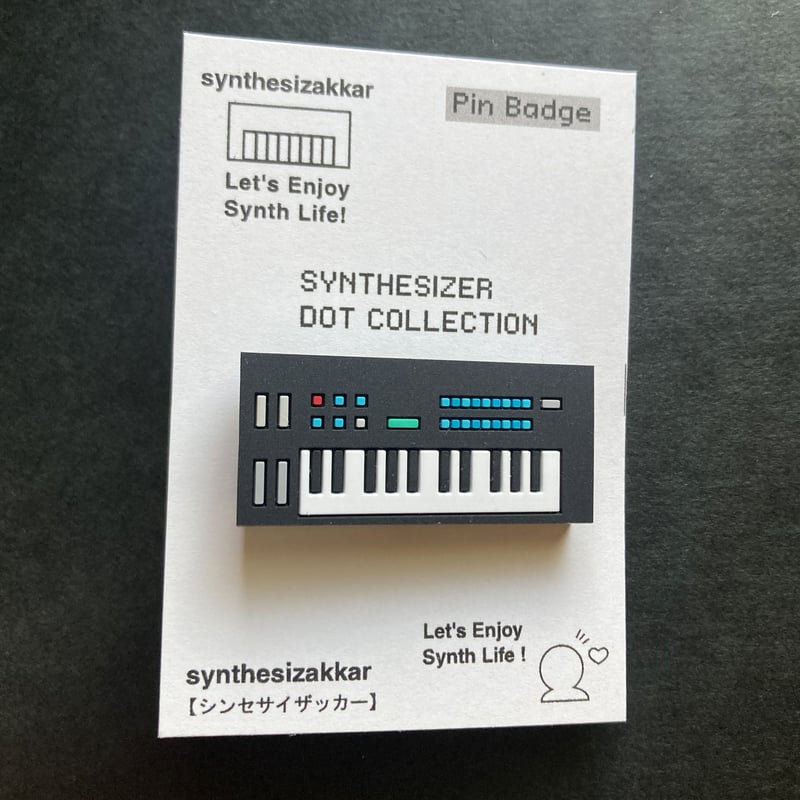 synthesizakkar
Pin Badge
Let's Enjoy
Synth Life!
SYNTHESIZER
DOT COLLECTION
Let's Enjoy
Synth Life !
synthesizakkar
【シンセサイザッカー】